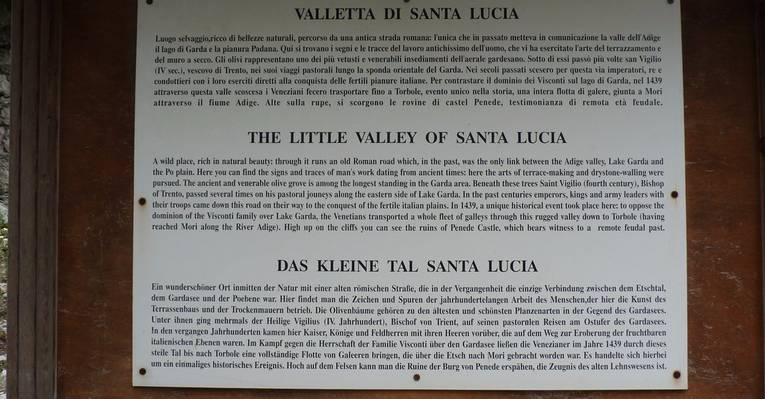 VALLETTA DI SANTA LUCIA
Luogo selvaggio,ricco di bellezze naturali, percorso da una antica strada romana: l'unica che in passato metteva in comunicazione la valle dell'Adige
il lago di Garda e la pianura Padana. Qui si trovano i segni e le tracce del lavoro antichissimo dell'uomo, che vi ha esercitato l'arte del terrazzamento e
del muro a secco. Gli olivi rappresentano uno dei più vetusti e venerabili insediamenti dell'aerale gardesano. Sotto di essi passò più volte san Vigilio
(IV sec.), vescovo di Trento, nei suoi viaggi pastorali lungo la sponda orientale del Garda. Nei secoli passati scesero per questa via imperatori, re e
condottieri con i loro eserciti diretti alla conquista delle fertili pianure italiane. Per contrastare il dominio dei Visconti sul lago di Garda, nel 1439
attraverso questa valle scoscesa i Veneziani fecero trasportare fino a Torbole, evento unico nella storia, una intera flotta di galere, giunta a Mori
attraverso il fiume Adige. Alte sulla rupe, si scorgono le rovine di castel Penede, testimonianza di remota età feudale.
THE LITTLE VALLEY OF SANTA LUCIA
A wild place, rich in natural beauty: through it runs an old Roman road which, in the past, was the only link between the Adige valley, Lake Garda and
the Po plain. Here you can find the signs and traces of man's work dating from ancient times: here the arts of terrace-making and drystone-walling were
pursued. The ancient and venerable olive grove is among the longest standing in the Garda area. Beneath these trees Saint Vigilio (fourth century), Bishop
of Trento, passed several times on his pastoral jouneys along the eastern side of Lake Garda. In the past centuries emperors, kings and army leaders with
their troops came down this road on their way to the conquest of the fertile italian plains. In 1439, a unique historical event took place here: to oppose the
dominion of the Visconti family over Lake Garda, the Venetians transported a whole fleet of galleys through this rugged valley down to Torbole (having
reached Mori along the River Adige). High up on the cliffs you can see the ruins of Penede Castle, which bears witness to a remote feudal past.
DAS KLEINE TAL SANTA LUCIA
Ein wunderschöner Ort inmitten der Natur mit einer alten römischen Straße, die in der Vergangenheit die einzige Verbindung zwischen dem Etschtal,
dem Gardasee und der Poebene war. Hier findet man die Zeichen und Spuren der jahrhundertelangen Arbeit des Menschen,der hier die Kunst des
Terrassenbaus und der Trockenmauern betrieb. Die Olivenbäume gehören zu den ältesten und schönsten Planzenarten in der Gegend des Gardasees.
Unter ihnen ging mehrmals der Heilige Vigilius (IV. Jahrhundert), Bischof von Trient, auf seinen pastornlen Reisen am Ostufer des Gardasees.
In den vergangen Jahrhunderten kamen hier Kaiser, Könige und Feldherren mit ihren Heeren vorüber, die auf dem Weg zur Eroberung der fruchtbaren
italienischen Ebenen waren. Im Kampf gegen die Herrschaft der Familie Visconti über den Gardasee ließen die Venezianer im Jahre 1439 durch dieses
steile Tal bis nach Torbole eine vollständige Flotte von Galeeren bringen, die über die Etsch nach Mori gebracht worden war. Es handelte sich hierbei
um ein einmaliges historisches Ereignis. Hoch auf dem Felsen kann man die Ruine der Burg von Penede erspähen, die Zeugnis des alten Lehnswesens ist.